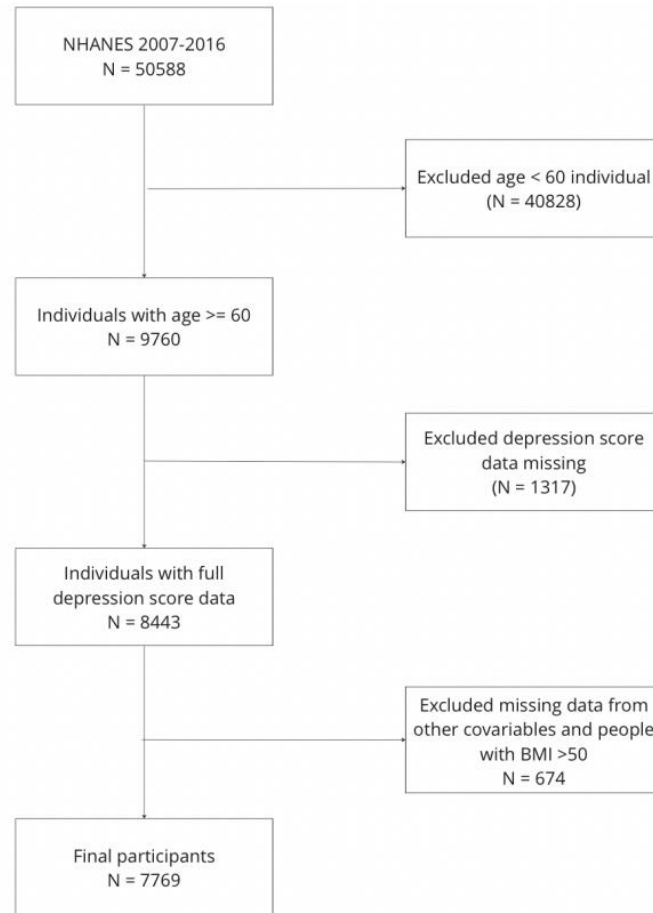 NHANES 2007-2016
N = 50588
Excluded age < 60 individual
(N = 40828)
Individuals with age >= 60
N = 9760
Excluded depression score
data missing
(N = 1317)
Individuals with full
depression score data
N = 8443
Excluded missing data from
other covariables and people
with BMI >50
N = 674
Final participants
N = 7769